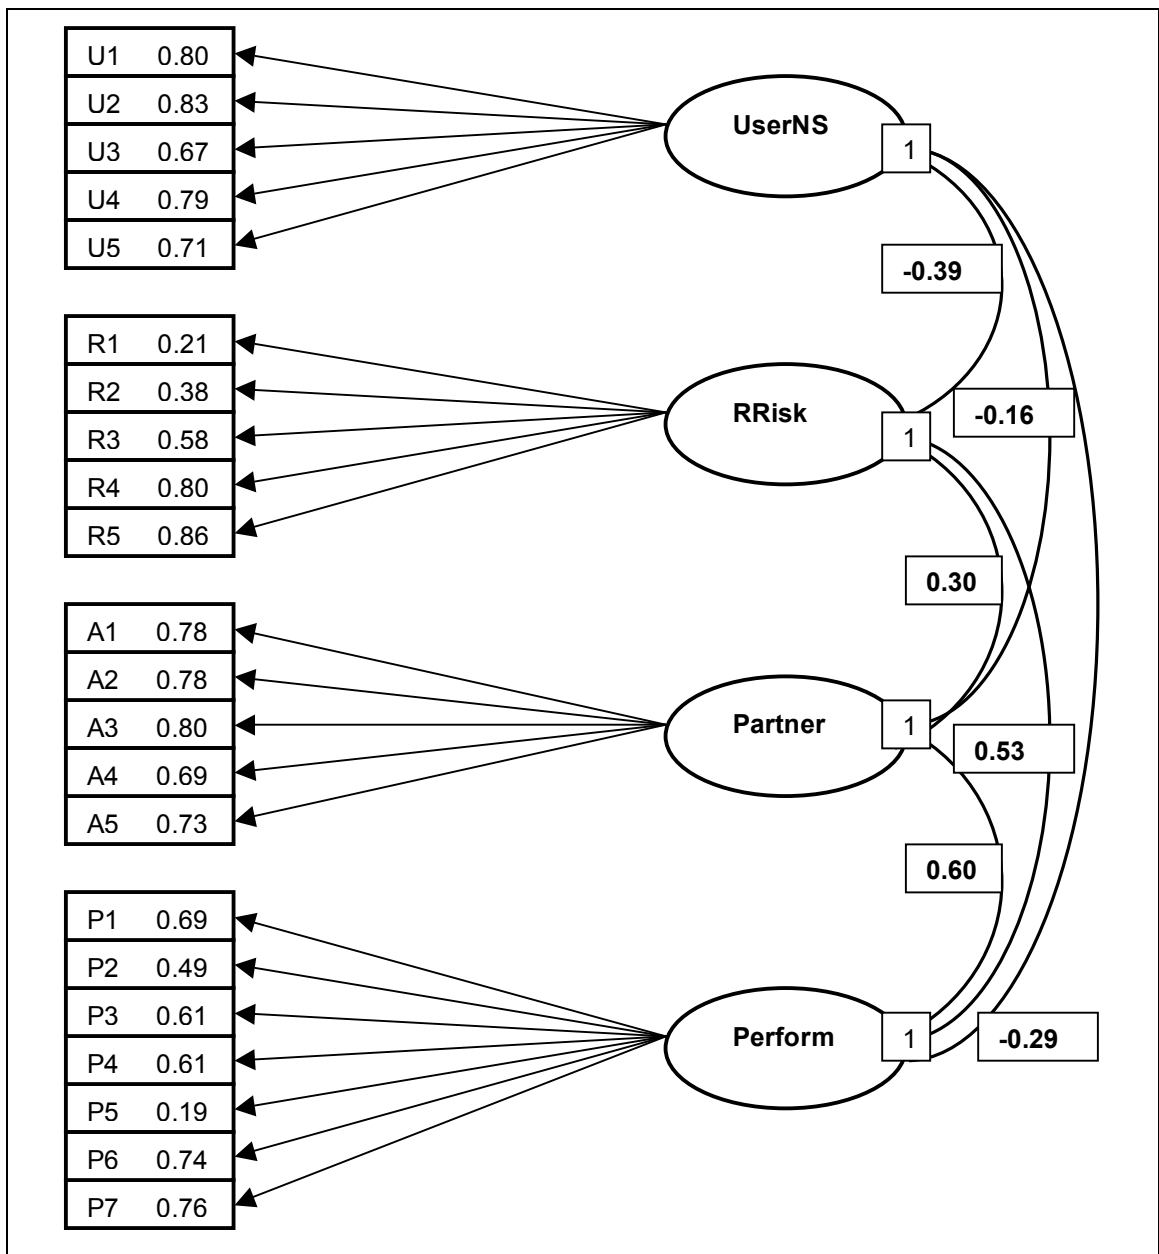 U1 0.80
U2 0.83
U3 0.67
U4 0.79
U5 0.71
UserNS
1
-0.39
R1 0.21
R2 0.38
R3 0.58
R4 0.80
R5 0.86
RRisk
1
-0.16
0.30
A1 0.78
A2 0.78
A3 0.80
A4 0.69
A5 0.73
Partner
1
0.53
0.60
P1 0.69
P2 0.49
P3 0.61
P4 0.61
P5 0.19
P6 0.74
P7 0.76
Perform
1
-0.29